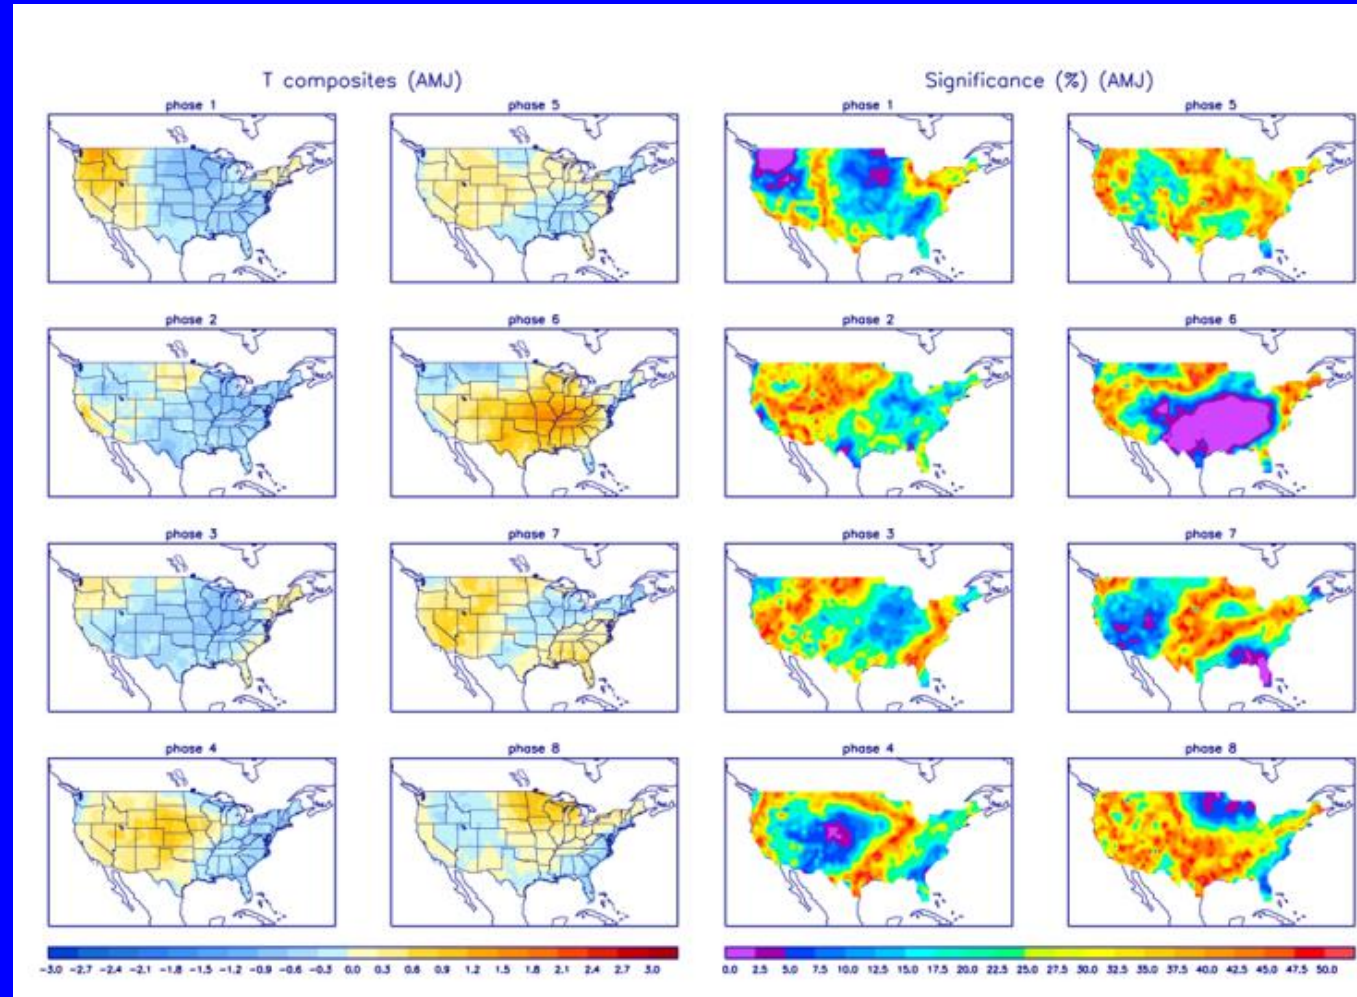 T composites (AMJ) Significance (%) (AMJ)
phase 1 phase 5 phase 1 phase 5
phase 2 phase 6 phase 2 phase 6
phase 3 phase 7 phase 3 phase 7
phase 4 phase 8 phase 4 phase 8
-3.0 -2.7 -2.4 -2.1 -1.8 -1.5 -1.2 -0.9 -0.6 -0.3 0.0 0.3 0.6 0.9 1.2 1.5 1.8 2.1 2.4 2.7 3.0 0.0 2.5 5.0 7.5 10.0 12.5 15.0 17.5 20.0 22.5 25.0 27.5 30.0 32.5 35.0 37.5 40.0 42.5 45.0 47.5 50.0